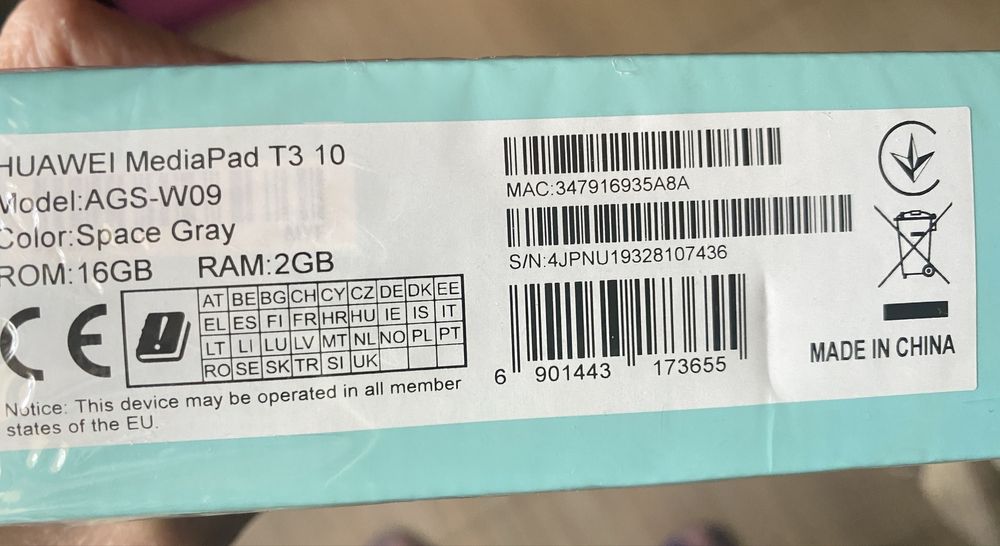 HUAWEI MediaPad T3 10
Model:AGS-W09
Color:Space Gray
ROM:16GB RAM:2GB
CE
AT BE BG CH CY CZ DE DK EE
EL ES FI FR HR HU IE IS IT
LT LI LU LV MT NL NO PL PT
RO SE SK TR SI UK
Notice: This device may be operated in all member
states of the EU.
MAC:347916935A8A
S/N:4JPNU19328107436
6 901443 173655
MADE IN CHINA